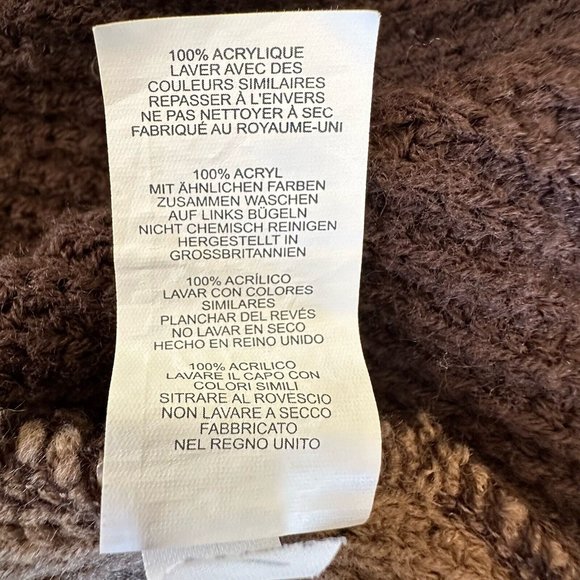 100% ACRYLIQUE
LAVER AVEC DES
COULEURS SIMILAIRES
REPASSER À L'ENVERS
NE PAS NETTOYER À SEC
FABRIQUÉ AU ROYAUME-UNI
100% ACRYL
MIT ÄHNLICHEN FARBEN
ZUSAMMEN WASCHEN
AUF LINKS BÜGELN
NICHT CHEMISCH REINIGEN
HERGESTELLT IN
GROSSBRITANNIEN
100% ACRÍLICO
LAVAR CON COLORES
SIMILARES
PLANCHAR DEL REVÉS
NO LAVAR EN SECO
HECHO EN REINO UNIDO
100% ACRILICO
LAVARE IL CAPO CON
COLORI SIMILI
SITRARE AL ROVESCIO
NON LAVARE A SECCO
FABBRICATO
NEL REGNO UNITO